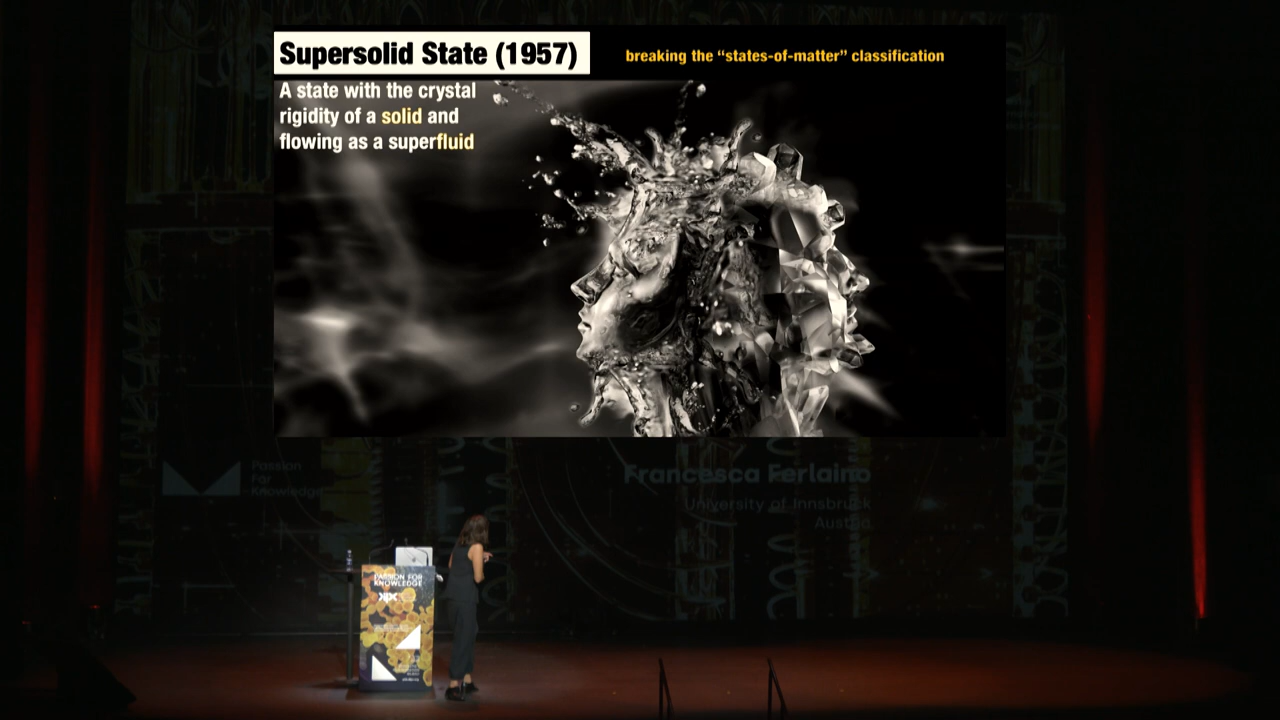 Supersolid State (1957)
breaking the “states-of-matter” classification
A state with the crystal
rigidity of a solid and
flowing as a superfluid
Passion
For
Knowledge
Francesca Ferlaino
University of Innsbruck
Austria
PASSION FOR
KNOWLEDGE